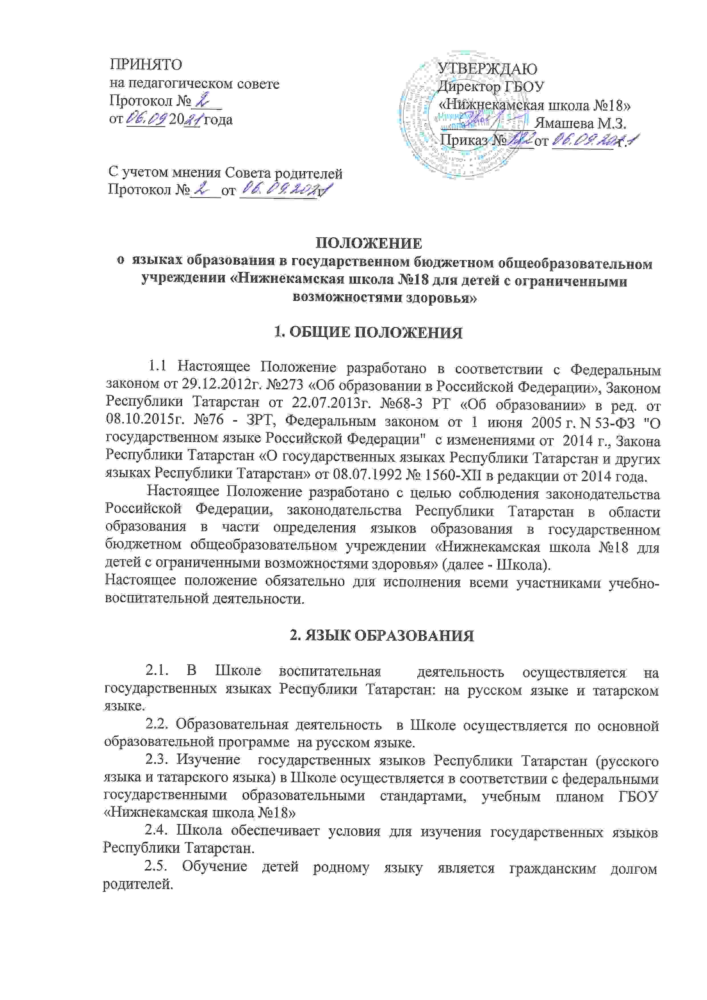 ПРИНЯТО
на педагогическом совете
Протокол № 2
от 06.09 2021 года
УТВЕРЖДАЮ
Директор ГБОУ
«Нижнекамская школа №18»
Ямашева М.З.
Приказ № 122 от 06.09.2021 г.
С учетом мнения Совета родителей
Протокол № 2 от 06.09.2021 г
ПОЛОЖЕНИЕ
о языках образования в государственном бюджетном общеобразовательном
учреждении «Нижнекамская школа №18 для детей с ограниченными
возможностями здоровья»
1. ОБЩИЕ ПОЛОЖЕНИЯ
1.1 Настоящее Положение разработано в соответствии с Федеральным
законом от 29.12.2012г. №273 «Об образовании в Российской Федерации», Законом
Республики Татарстан от 22.07.2013г. №68-З РТ «Об образовании» в ред. от
08.10.2015г. №76 - ЗРТ, Федеральным законом от 1 июня 2005 г. N 53-ФЗ "О
государственном языке Российской Федерации" с изменениями от 2014 г., Закона
Республики Татарстан «О государственных языках Республики Татарстан и других
языках Республики Татарстан» от 08.07.1992 № 1560-XII в редакции от 2014 года.
Настоящее Положение разработано с целью соблюдения законодательства
Российской Федерации, законодательства Республики Татарстан в области
образования в части определения языков образования в государственном
бюджетном общеобразовательном учреждении «Нижнекамская школа №18 для
детей с ограниченными возможностями здоровья» (далее - Школа).
Настоящее положение обязательно для исполнения всеми участниками учебно-
воспитательной деятельности.
2. ЯЗЫК ОБРАЗОВАНИЯ
2.1. В Школе воспитательная деятельность осуществляется на
государственных языках Республики Татарстан: на русском языке и татарском
языке.
2.2. Образовательная деятельность в Школе осуществляется по основной
образовательной программе на русском языке.
2.3. Изучение государственных языков Республики Татарстан (русского
языка и татарского языка) в Школе осуществляется в соответствии с федеральными
государственными образовательными стандартами, учебным планом ГБОУ
«Нижнекамская школа №18»
2.4. Школа обеспечивает условия для изучения государственных языков
Республики Татарстан.
2.5. Обучение детей родному языку является гражданским долгом
родителей.